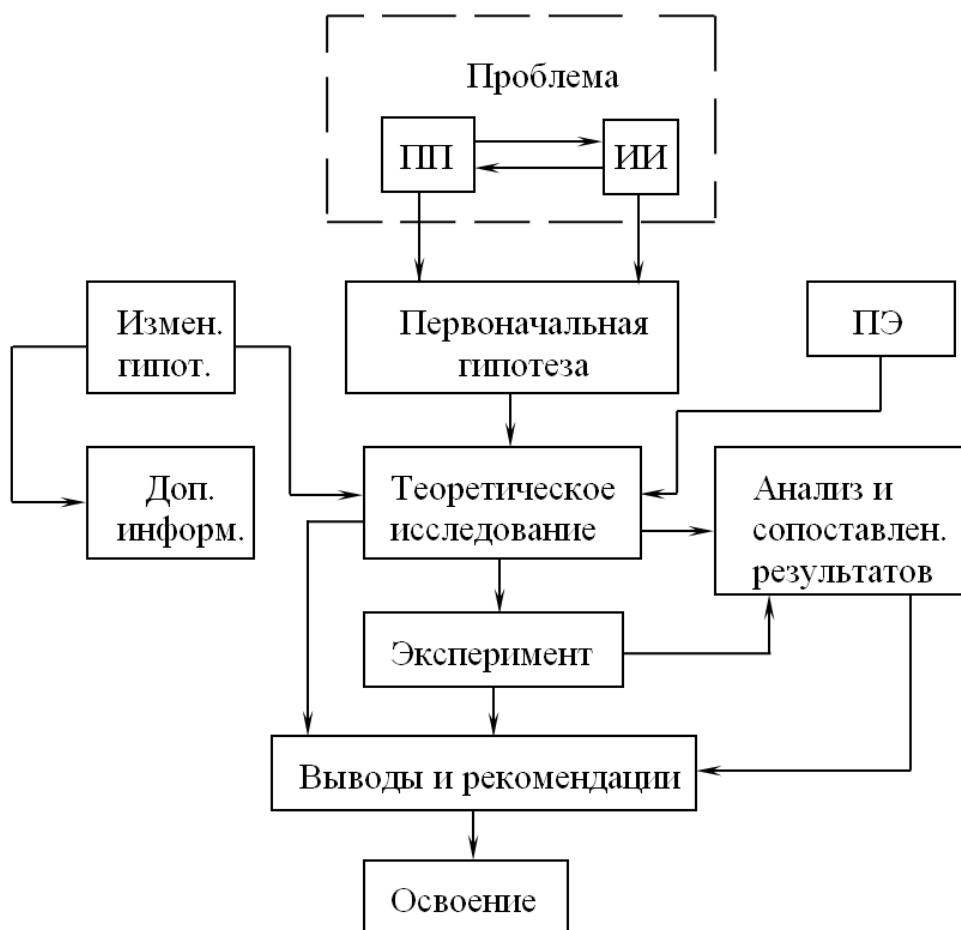 Проблема
ПП
ИИ
Измен.
гипот.
Первоначальная
гипотеза
ПЭ
Доп.
информ.
Теоретическое
исследование
Анализ и
сопоставлен.
результатов
Эксперимент
Выводы и рекомендации
Освоение